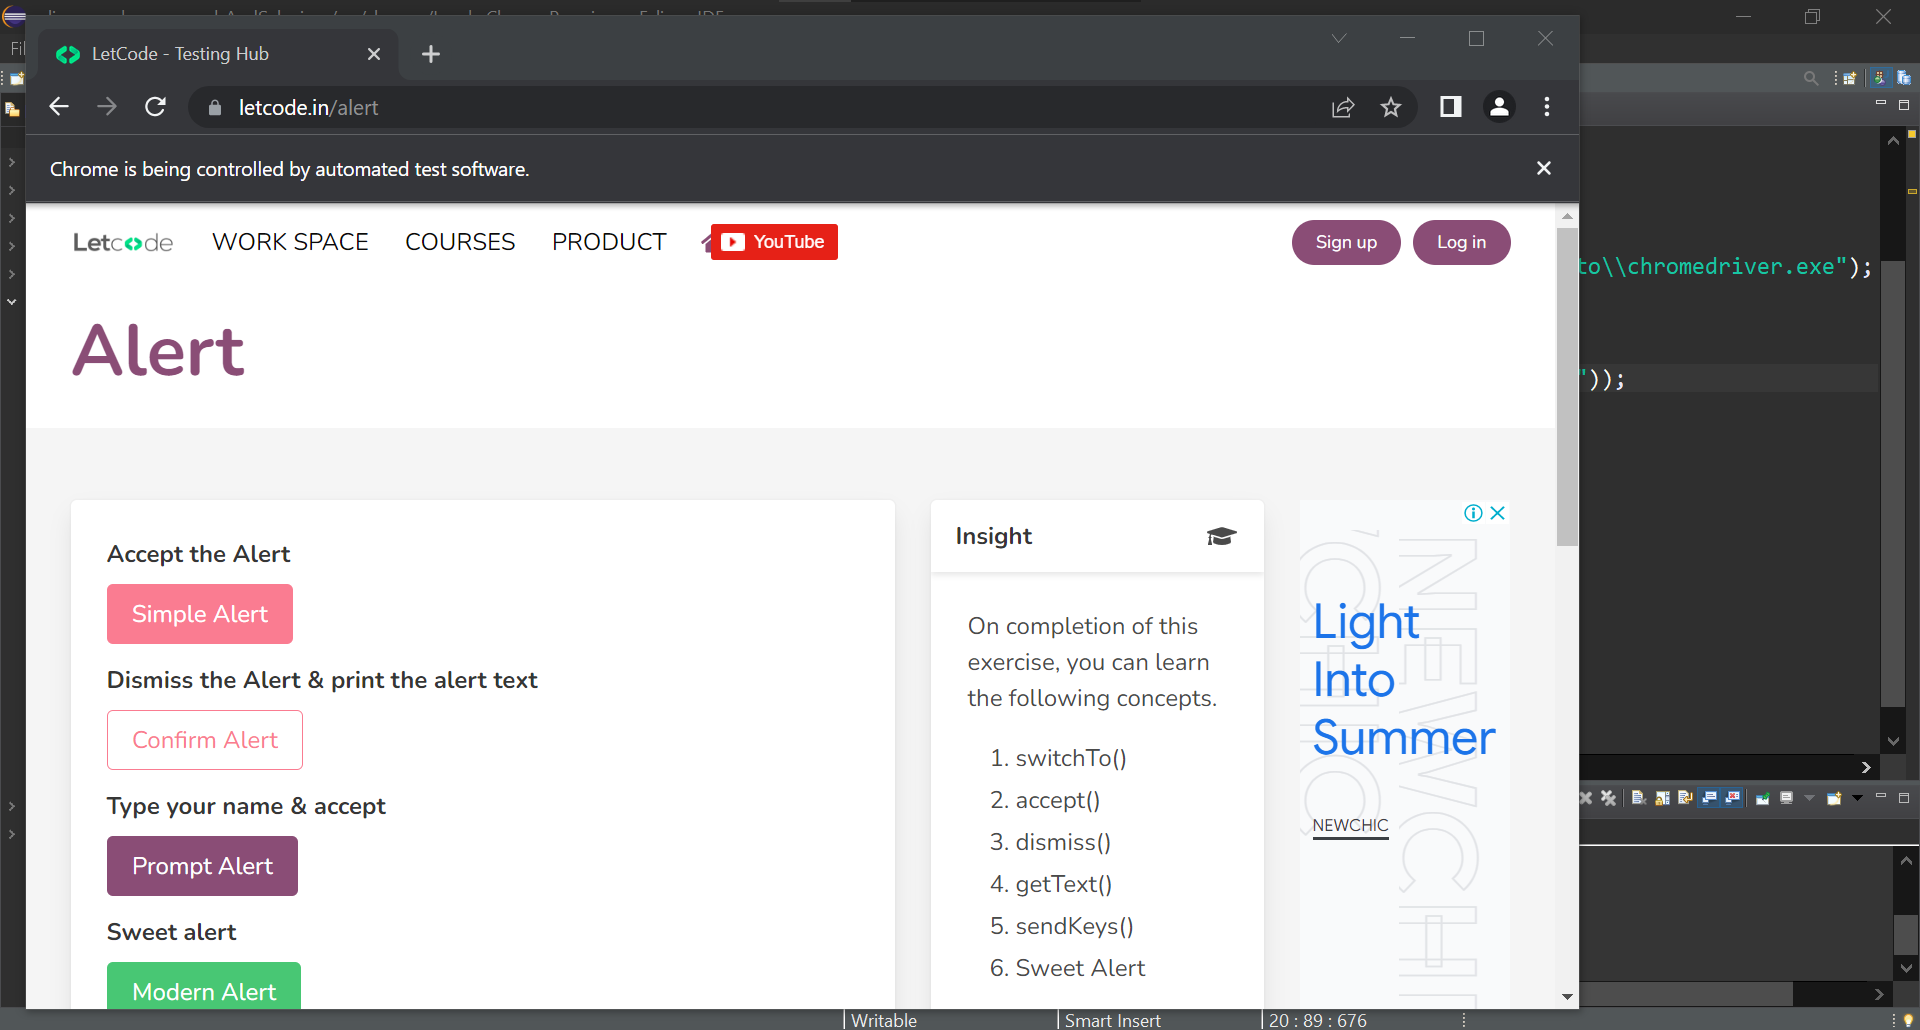 Fi
LetCode - Testing Hub
letcode.in/alert
Chrome is being controlled by automated test software.
Letcode
WORK SPACE
COURSES
PRODUCT
YouTube
Sign up
Log in
to\\chromedriver.exe");
"));
Alert
Accept the Alert
Simple Alert
Dismiss the Alert & print the alert text
Confirm Alert
Type your name & accept
Prompt Alert
Sweet alert
Modern Alert
Insight
On completion of this
exercise, you can learn
the following concepts.
1. switchTo()
2. accept()
3. dismiss()
4. getText()
5. sendKeys()
6. Sweet Alert
Light
Into
Summer
NEWCHIC
Writable
Smart Insert
20 : 89 : 676